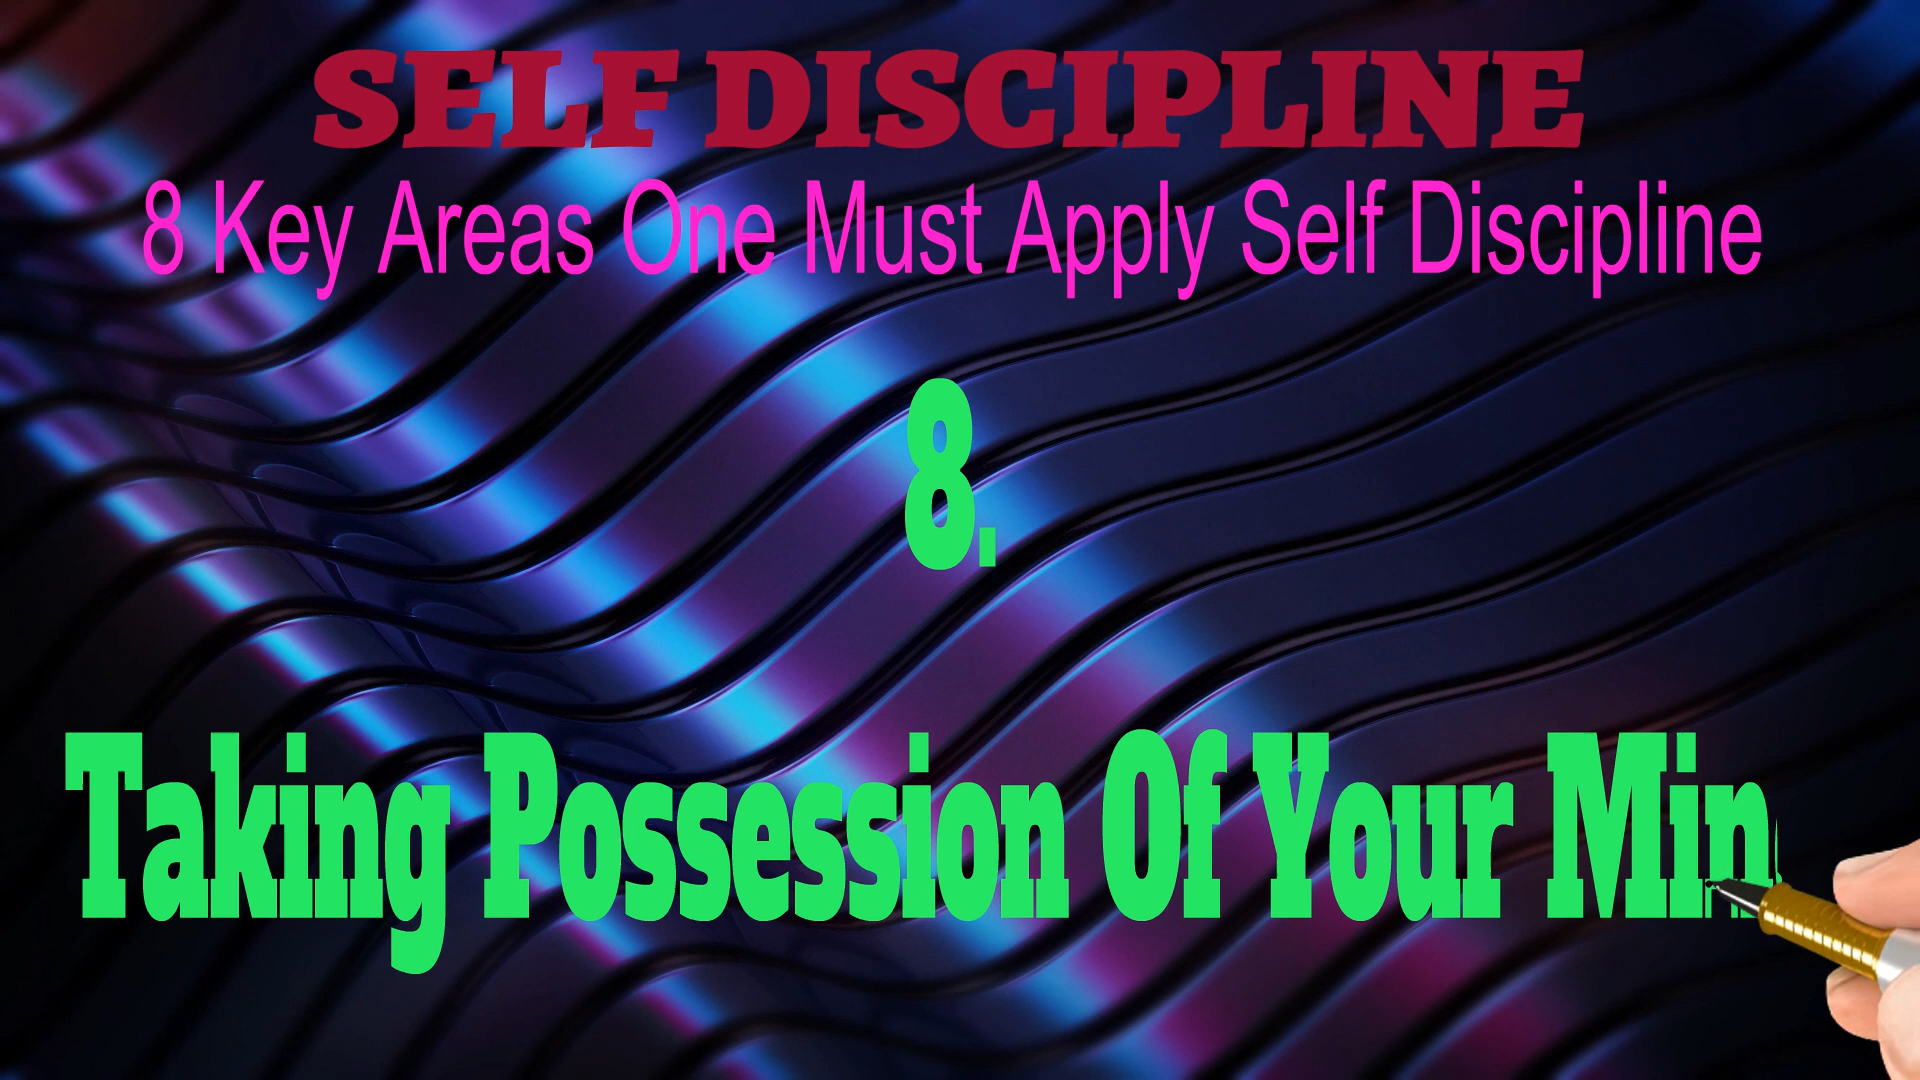 SELF DISCIPLINE
8 Key Areas One Must Apply Self Discipline
8.
Taking Possession Of Your Min